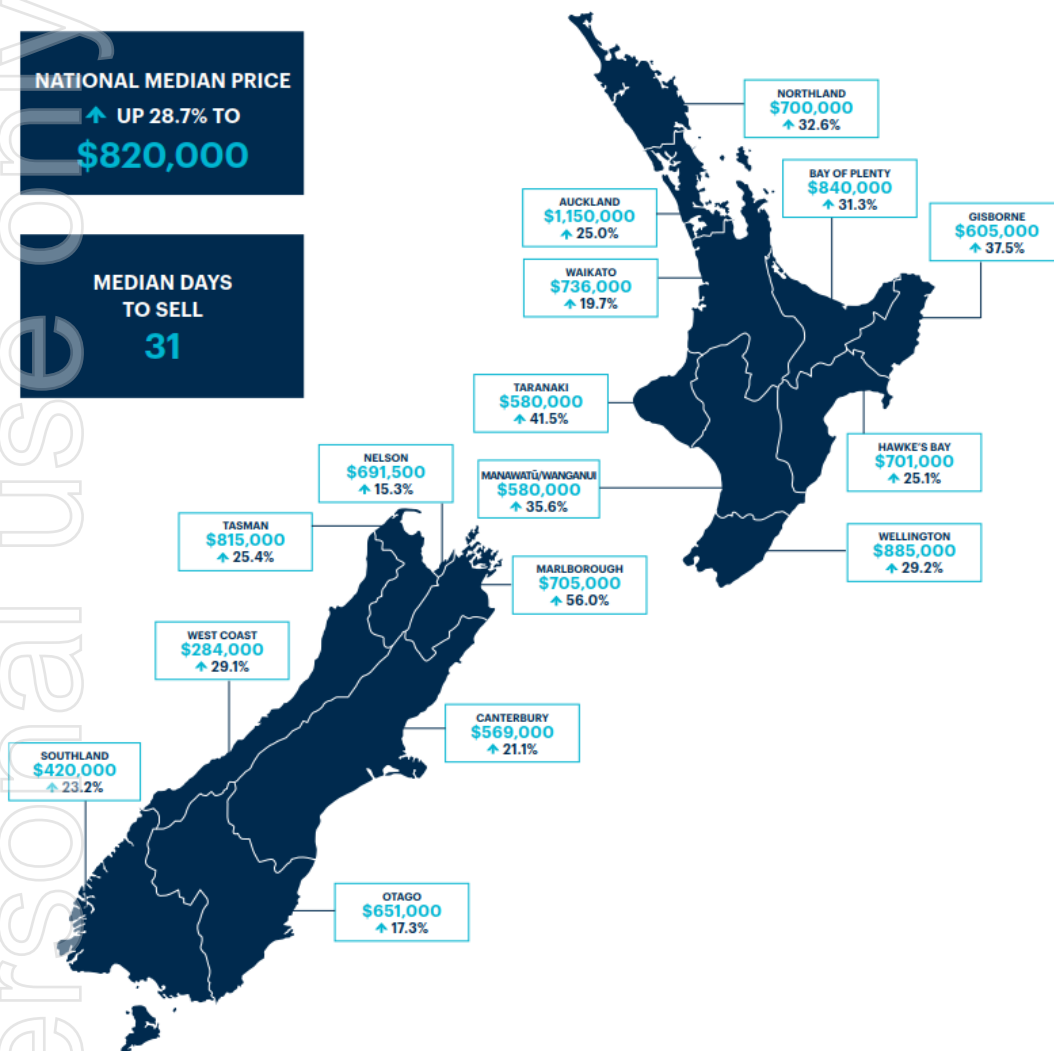 NATIONAL MEDIAN PRICE
↑ UP 28.7% TO
$820,000
MEDIAN DAYS
TO SELL
31
NORTHLAND
$700,000
↑ 32.6%
BAY OF PLENTY
$840,000
↑ 31.3%
AUCKLAND
$1,150,000
↑ 25.0%
GISBORNE
$605,000
↑ 37.5%
WAIKATO
$736,000
↑ 19.7%
TARANAKI
$580,000
↑ 41.5%
HAWKE'S BAY
$701,000
↑ 25.1%
NELSON
$691,500
↑ 15.3%
MANAWATŪ/WANGANUI
$580,000
↑ 35.6%
TASMAN
$815,000
↑ 25.4%
WELLINGTON
$885,000
↑ 29.2%
MARLBOROUGH
$705,000
↑ 56.0%
WEST COAST
$284,000
↑ 29.1%
CANTERBURY
$569,000
↑ 21.1%
SOUTHLAND
$420,000
↑ 23.2%
OTAGO
$651,000
↑ 17.3%
ersonal use only